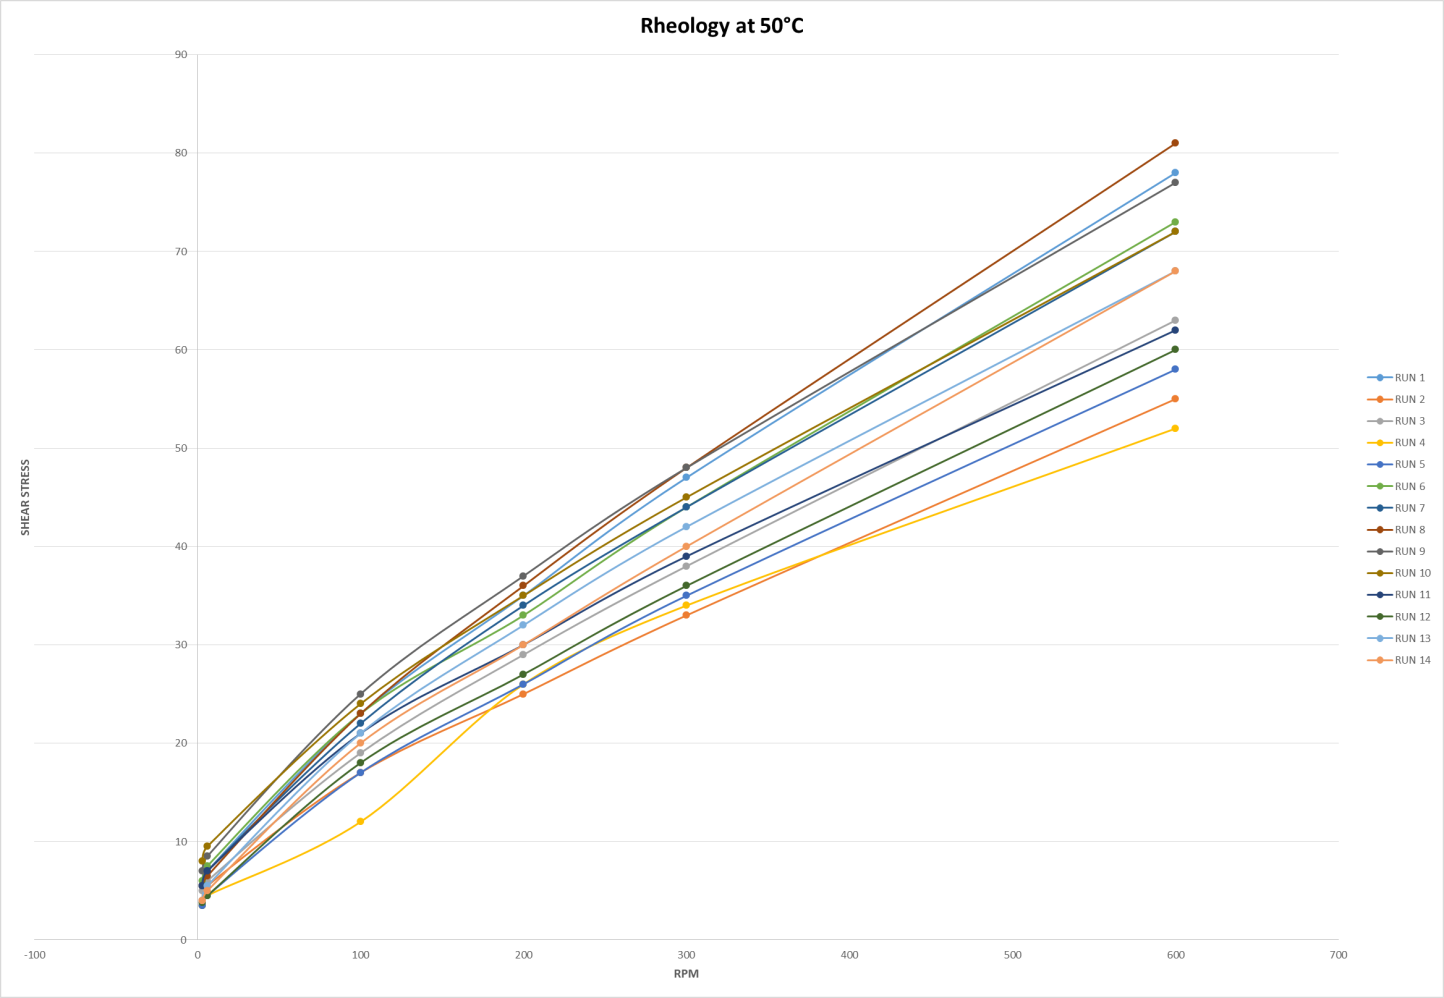 Rheology at 50°C
90
80
70
60
50
40
30
20
10
0
-100 0 100 200 300 400 500 600 700
SHEAR STRESS
RPM
RUN 1
RUN 2
RUN 3
RUN 4
RUN 5
RUN 6
RUN 7
RUN 8
RUN 9
RUN 10
RUN 11
RUN 12
RUN 13
RUN 14